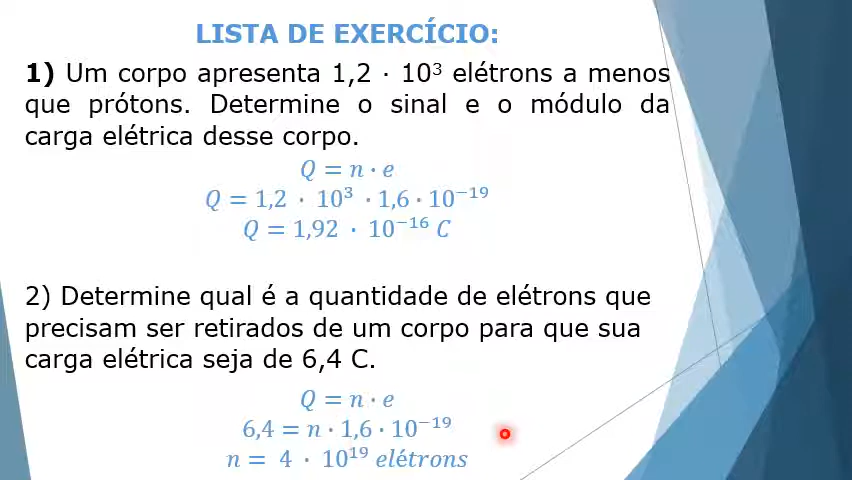 LISTA DE EXERCÍCIO:
1) Um corpo apresenta 1,2 · 10³ elétrons a menos
que prótons. Determine o sinal e o módulo da
carga elétrica desse corpo.
Q = n · e
Q = 1,2 · 10³ · 1,6 · 10⁻¹⁹
Q = 1,92 · 10⁻¹⁶ C
2) Determine qual é a quantidade de elétrons que
precisam ser retirados de um corpo para que sua
carga elétrica seja de 6,4 C.
Q = n · e
6,4 = n · 1,6 · 10⁻¹⁹
n = 4 · 10¹⁹ elétrons